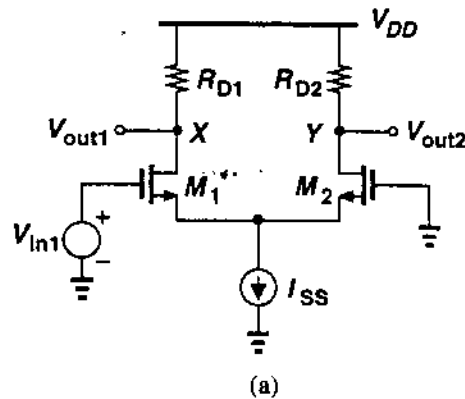 V_DD
R_D1
R_D2
V_out1
X
Y
V_out2
M_1
M_2
V_in1
+
−
I_SS
(a)